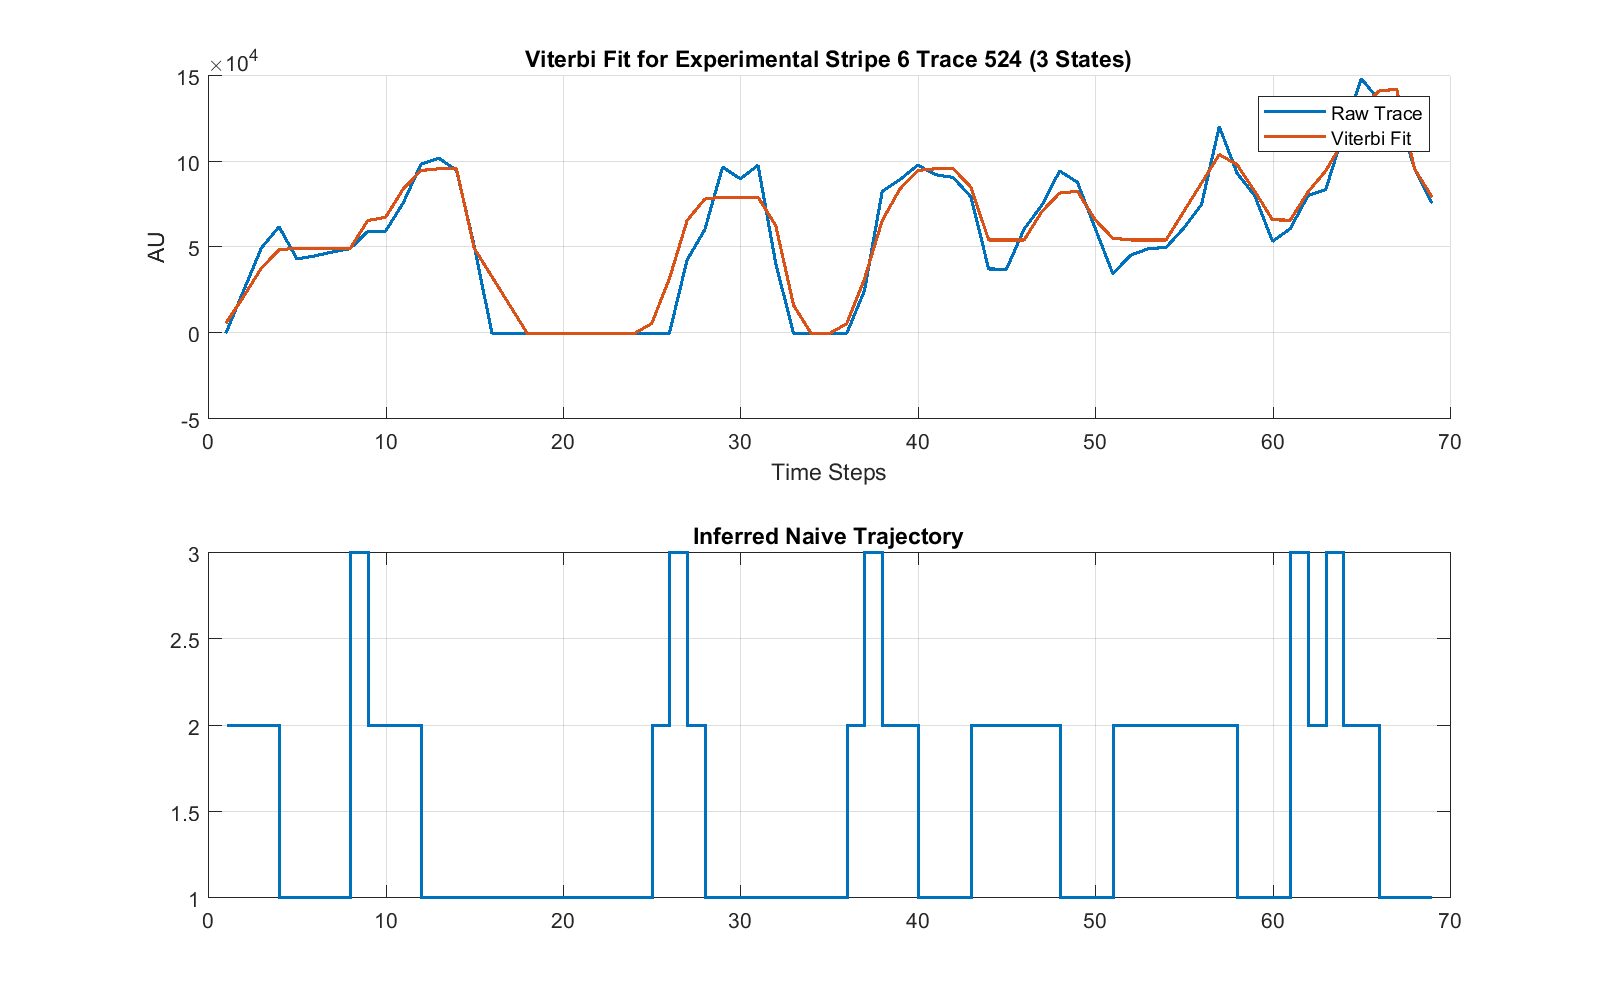 Viterbi Fit for Experimental Stripe 6 Trace 524 (3 States)
×10⁴
15
10
5
0
-5
AU
Raw Trace
Viterbi Fit
0 10 20 30 40 50 60 70
Time Steps
Inferred Naive Trajectory
3
2.5
2
1.5
1
0 10 20 30 40 50 60 70